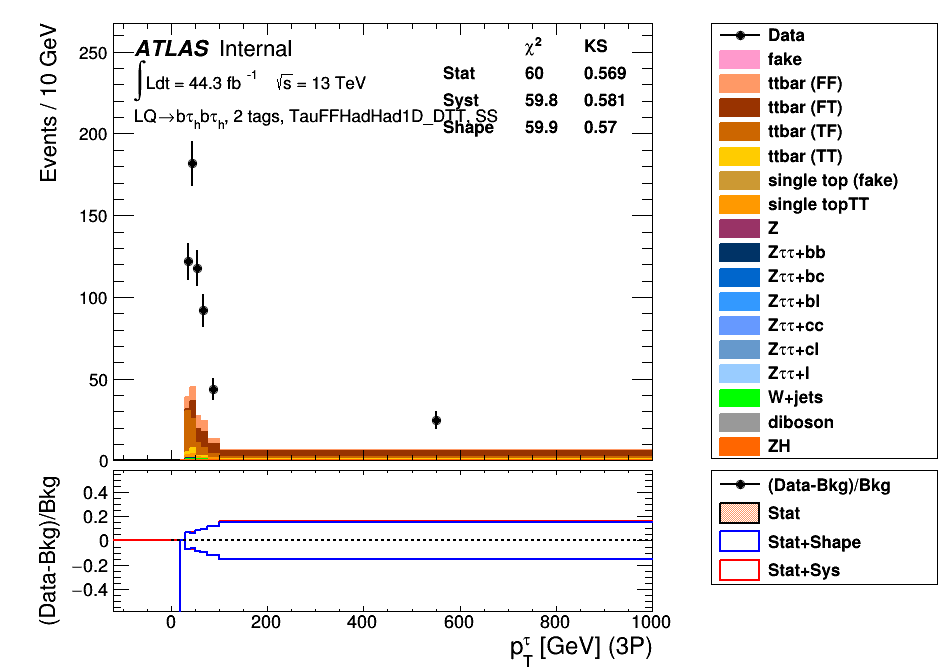 ATLAS Internal
∫Ldt = 44.3 fb⁻¹ √s = 13 TeV
LQ→bτₕbτₕ, 2 tags, TauFFHadHad1D_DTT, SS
χ² KS
Stat 60 0.569
Syst 59.8 0.581
Shape 59.9 0.57
Events / 10 GeV
250
200
150
100
50
0
Data
fake
ttbar (FF)
ttbar (FT)
ttbar (TF)
ttbar (TT)
single top (fake)
single topTT
Z
Zττ+bb
Zττ+bc
Zττ+bl
Zττ+cc
Zττ+cl
Zττ+l
W+jets
diboson
ZH
(Data-Bkg)/Bkg
0.4
0.2
0
−0.2
−0.4
0 200 400 600 800 1000
p_T^τ [GeV] (3P)
(Data-Bkg)/Bkg
Stat
Stat+Shape
Stat+Sys